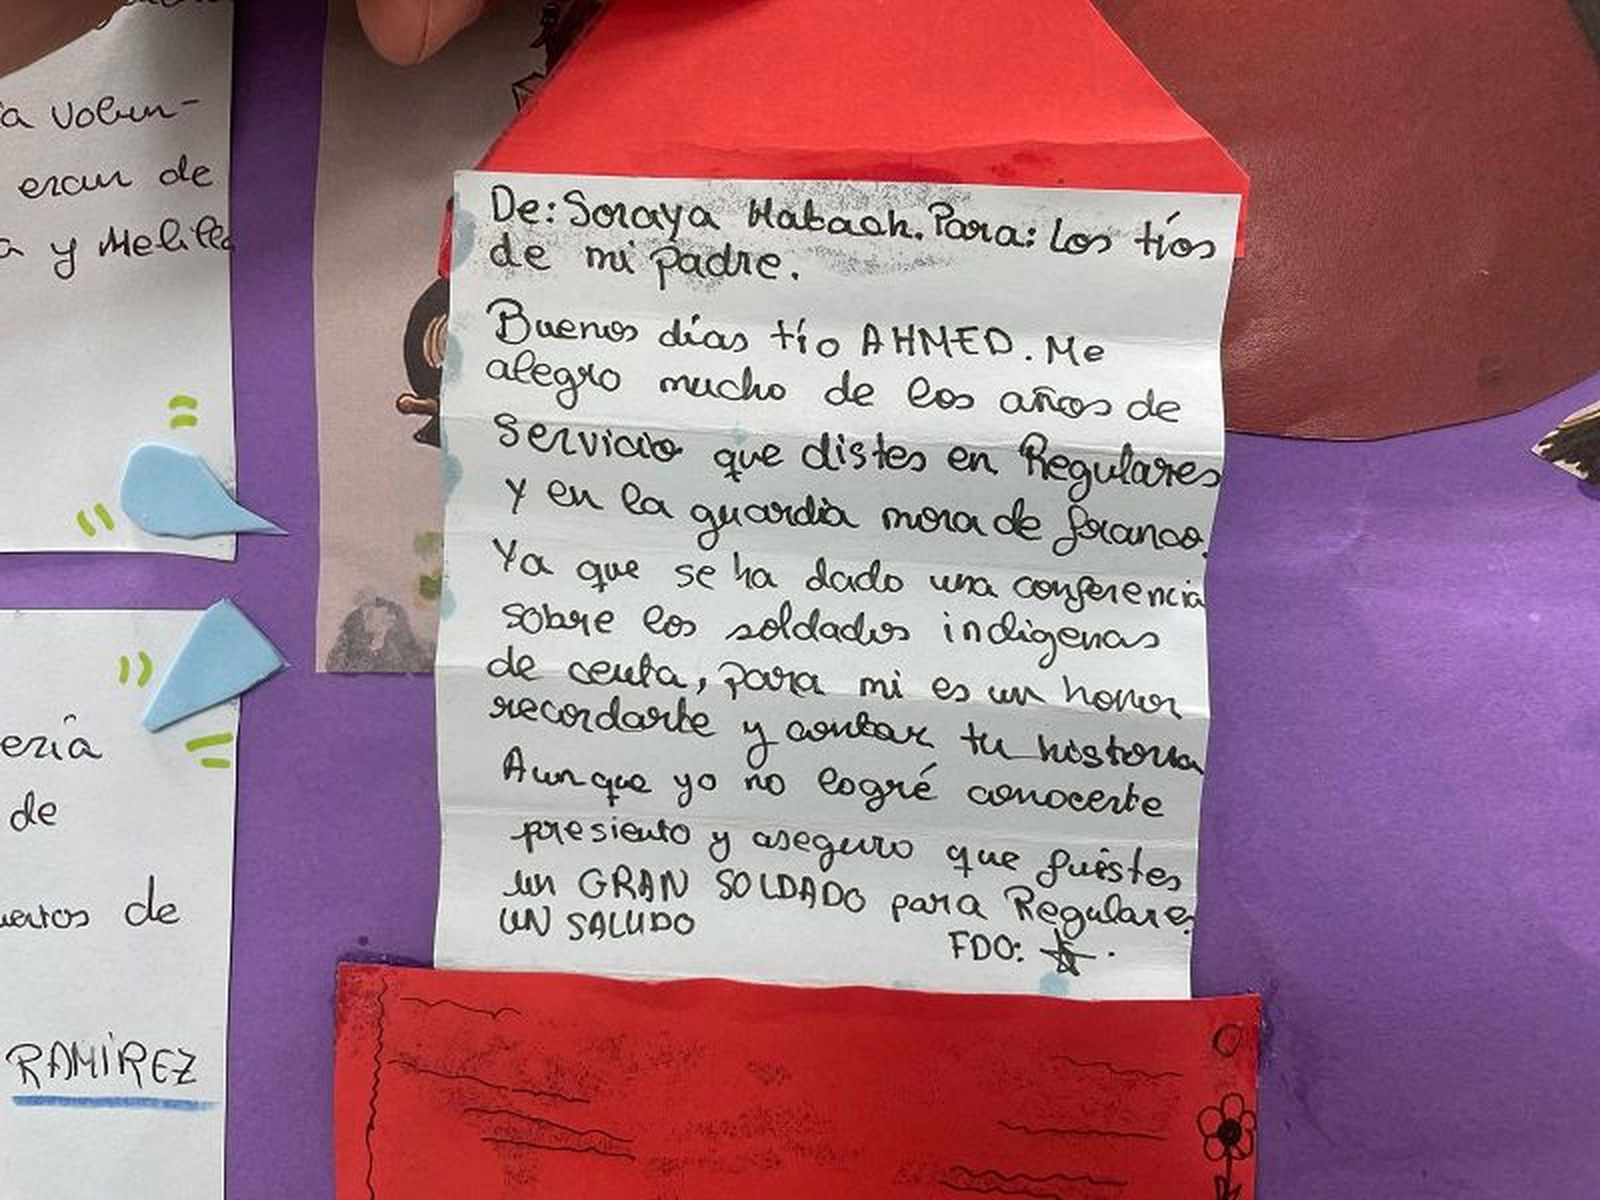 a volun-
eran de
a y Melilla
ería
de
uertos de
RAMÍREZ
De: Soraya Para: Los tíos
de mi padre.
Buenos días tío AHMED. Me
alegro mucho de los años de
servicio que distes en Regulares
y en la guardia mora de franco.
Ya que se ha dado una conferencia
sobre los soldados indigenas
de ceuta, para mi es un honor
recordarte y contar tu historia
Aunque yo no logré conocerte
presiento y aseguro que fuistes
un GRAN SOLDADO para Regulares.
UN SALUDO
FDO: